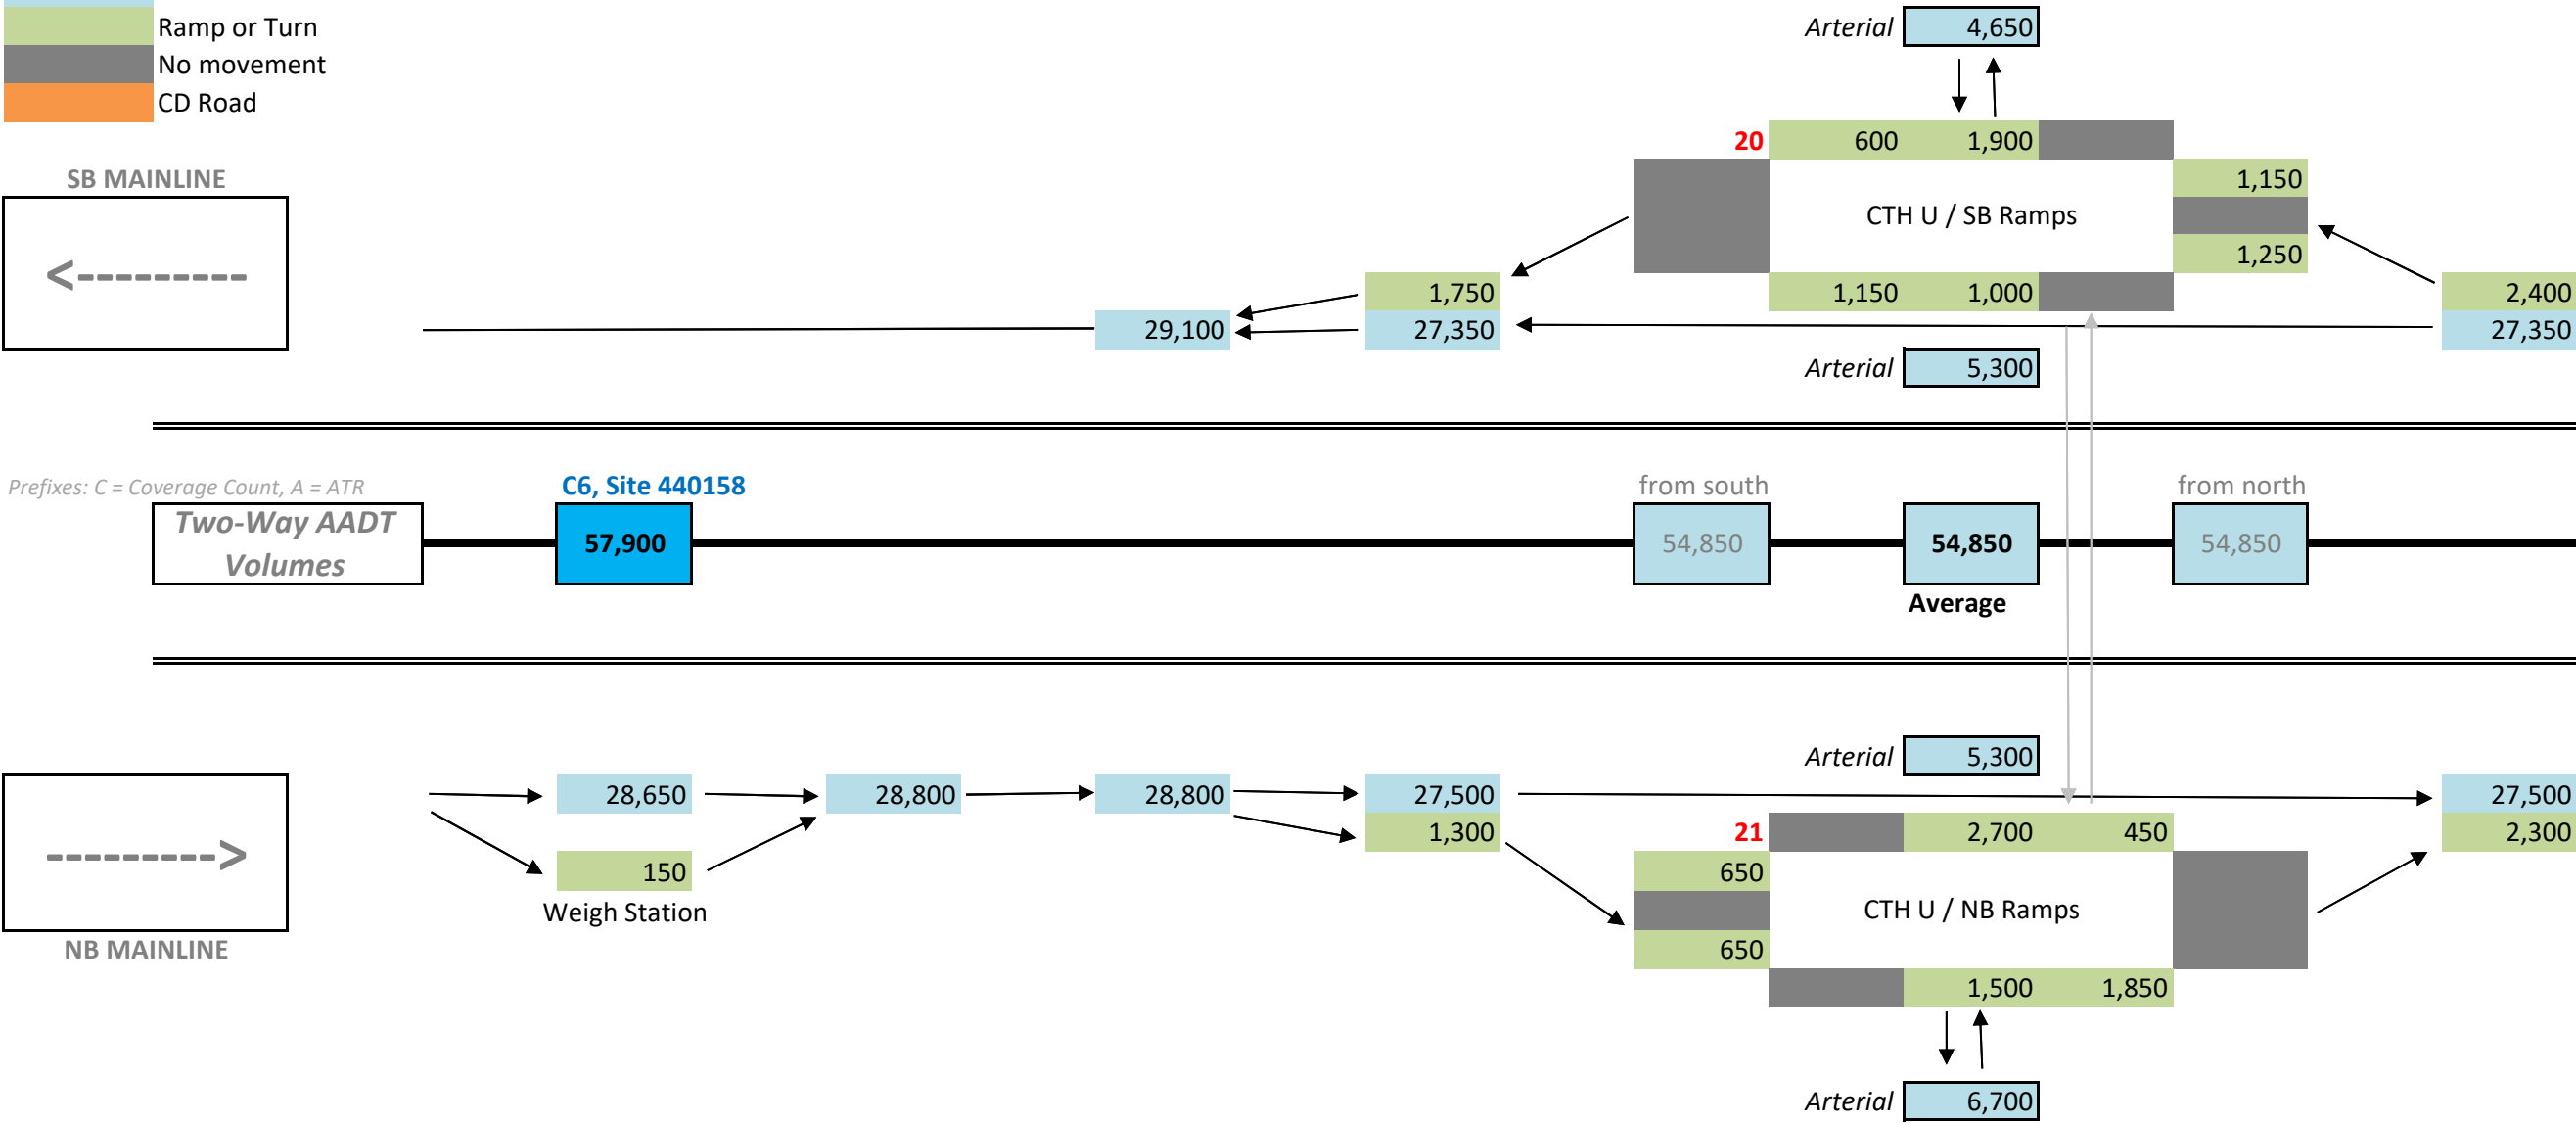 Ramp or Turn
No movement
CD Road
Arterial 4,650
20 600 1,900
SB MAINLINE
1,150
CTH U / SB Ramps
<---------
1,250
1,750 1,150 1,000 2,400
29,100 27,350 27,350
Arterial 5,300
Prefixes: C = Coverage Count, A = ATR
C6, Site 440158
from south
from north
Two-Way AADT
Volumes
57,900
54,850
54,850
54,850
Average
Arterial 5,300
28,650 28,800 28,800 27,500 27,500
1,300 21 2,700 450 2,300
--------->
150 650
Weigh Station
CTH U / NB Ramps
NB MAINLINE
650
1,500 1,850
Arterial 6,700